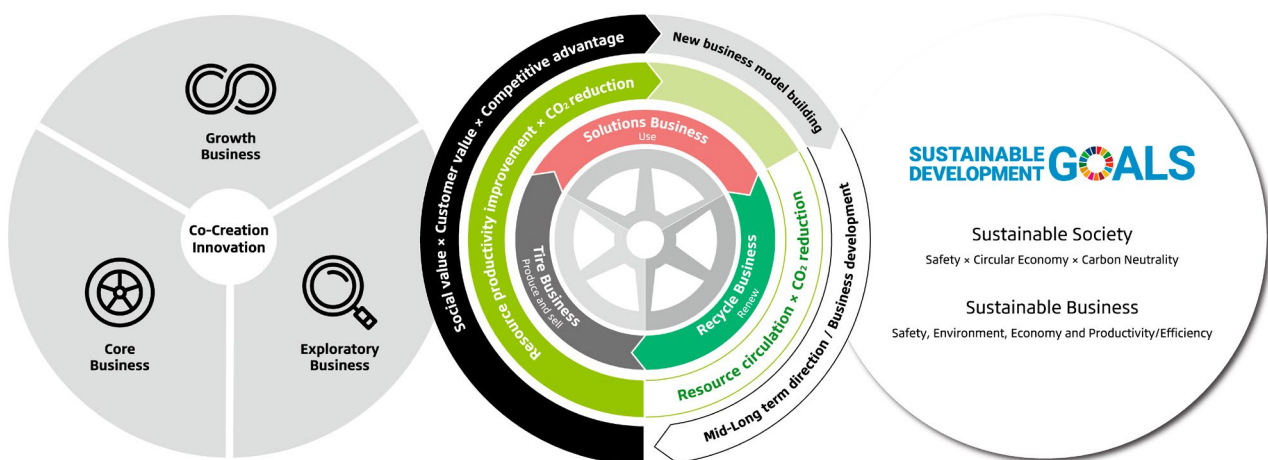 Growth
Business
Co-Creation
Innovation
Core
Business
Exploratory
Business
Social value × Customer value × Competitive advantage
New business model building
Mid-Long term direction / Business development
Resource productivity improvement × CO₂ reduction
Resource circulation × CO₂ reduction
Solutions Business
Use
Tire Business
Produce and sell
Recycle Business
Renew
SUSTAINABLE
DEVELOPMENT
GOALS
Sustainable Society
Safety × Circular Economy × Carbon Neutrality
Sustainable Business
Safety, Environment, Economy and Productivity/Efficiency